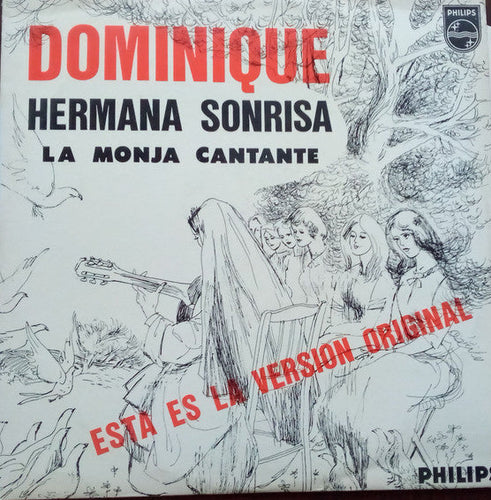 PHILIPS
DOMINIQUE
HERMANA SONRISA
LA MONJA CANTANTE
ESTA ES LA VERSION ORIGINAL
PHILIPS